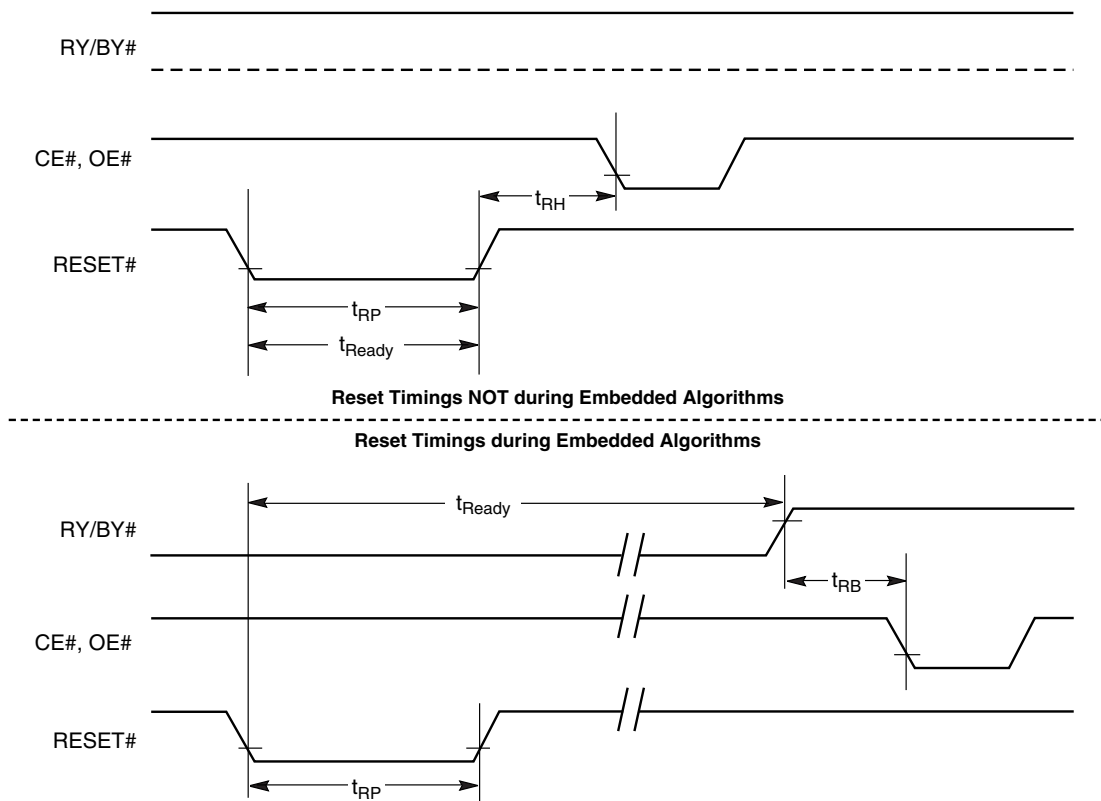 RY/BY#
CE#, OE#
tRH
RESET#
tRP
tReady
Reset Timings NOT during Embedded Algorithms
Reset Timings during Embedded Algorithms
tReady
RY/BY#
tRB
CE#, OE#
RESET#
tRP